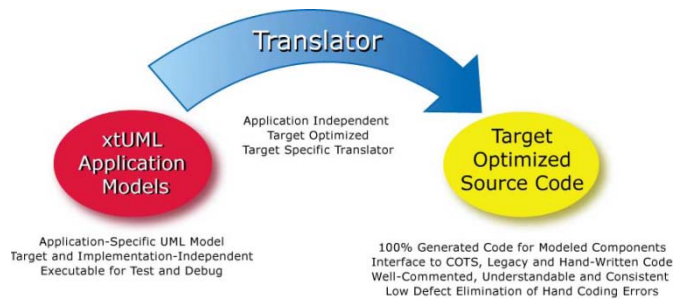 Translator
Application Independent
Target Optimized
Target Specific Translator
xtUML
Application
Models
Target
Optimized
Source Code
Application-Specific UML Model
Target and Implementation-Independent
Executable for Test and Debug
100% Generated Code for Modeled Components
Interface to COTS, Legacy and Hand-Written Code
Well-Commented, Understandable and Consistent
Low Defect Elimination of Hand Coding Errors